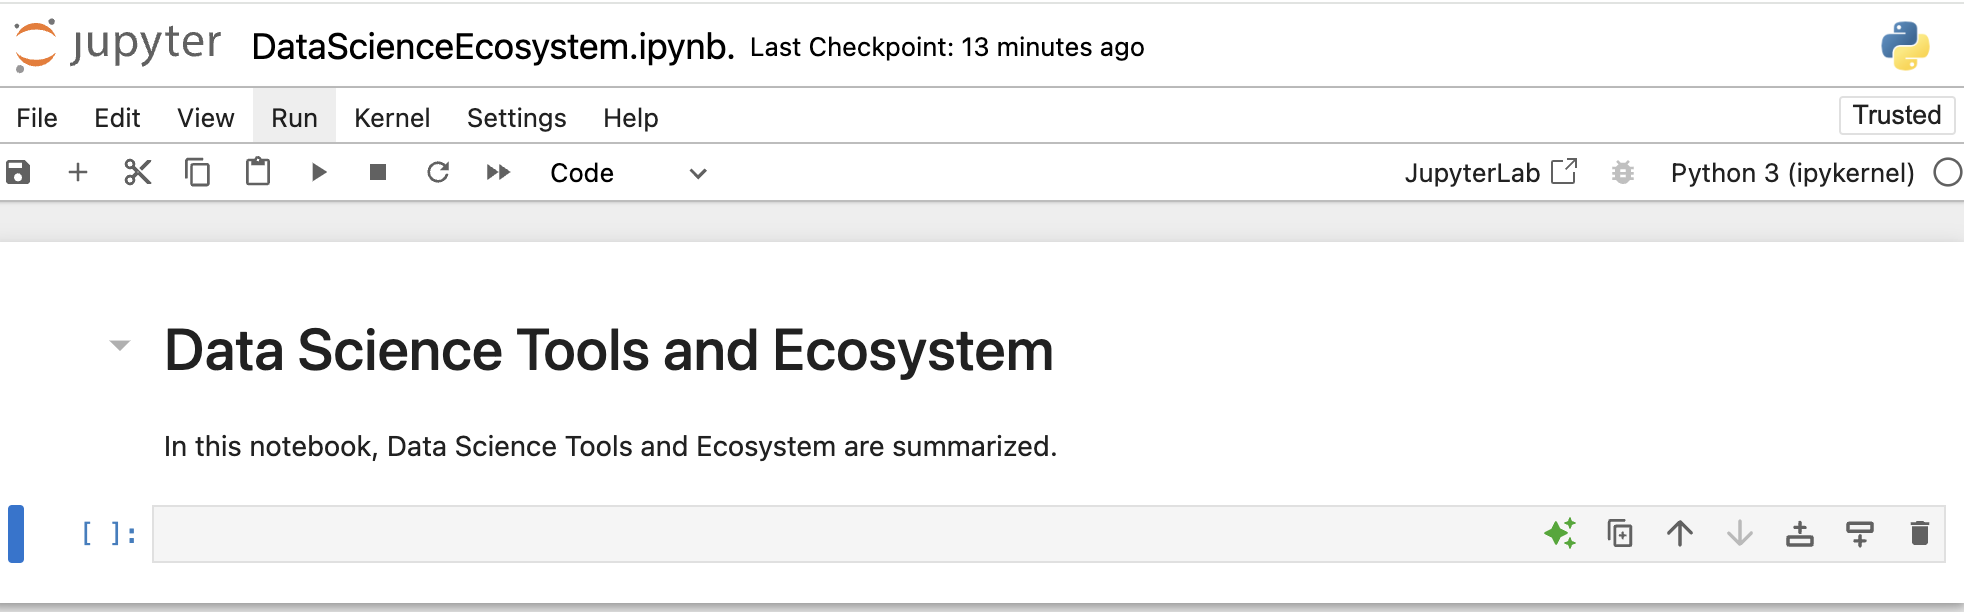 jupyter DataScienceEcosystem.ipynb. Last Checkpoint: 13 minutes ago
File Edit View Run Kernel Settings Help Trusted
Code JupyterLab Python 3 (ipykernel)
Data Science Tools and Ecosystem
In this notebook, Data Science Tools and Ecosystem are summarized.
[ ]: